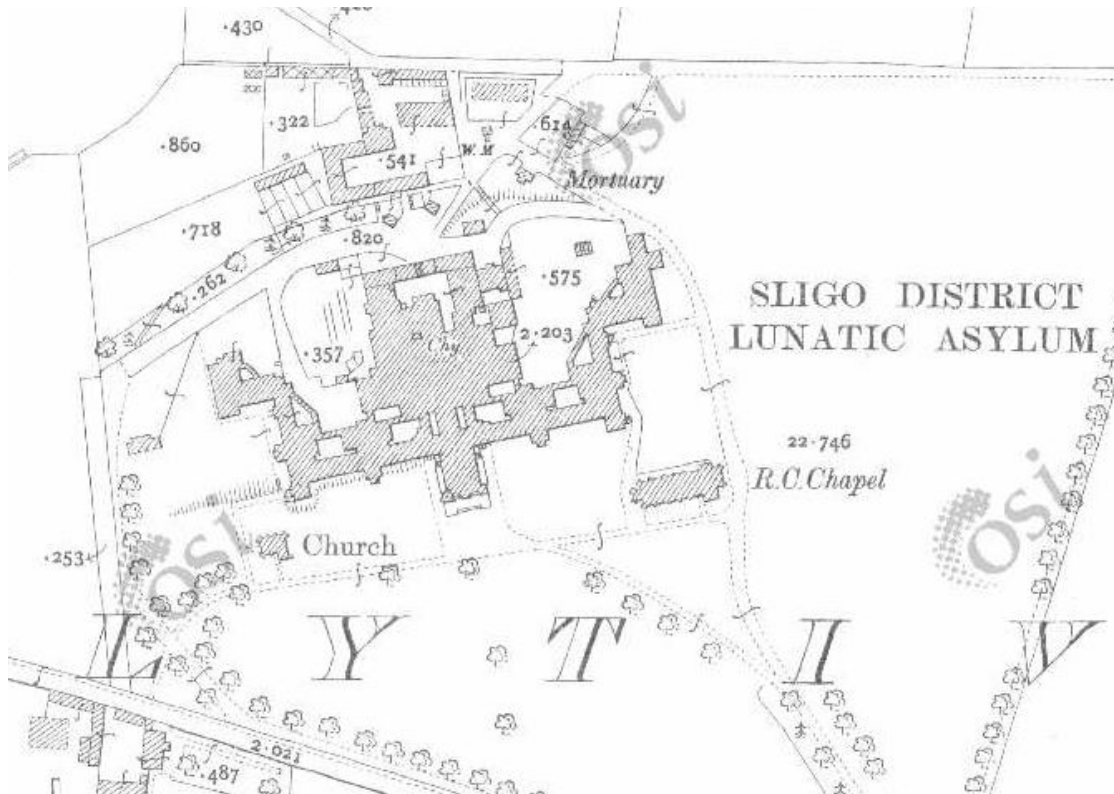 ·430
·322
·860
·614
·541
W. M
Mortuary
·718
·820
·262
·575
SLIGO DISTRICT
LUNATIC ASYLUM
2·203
·357
Chy
22·746
R.C. Chapel
Church
·253
L Y T I V
2·021
·487
Osi
Osi
Osi